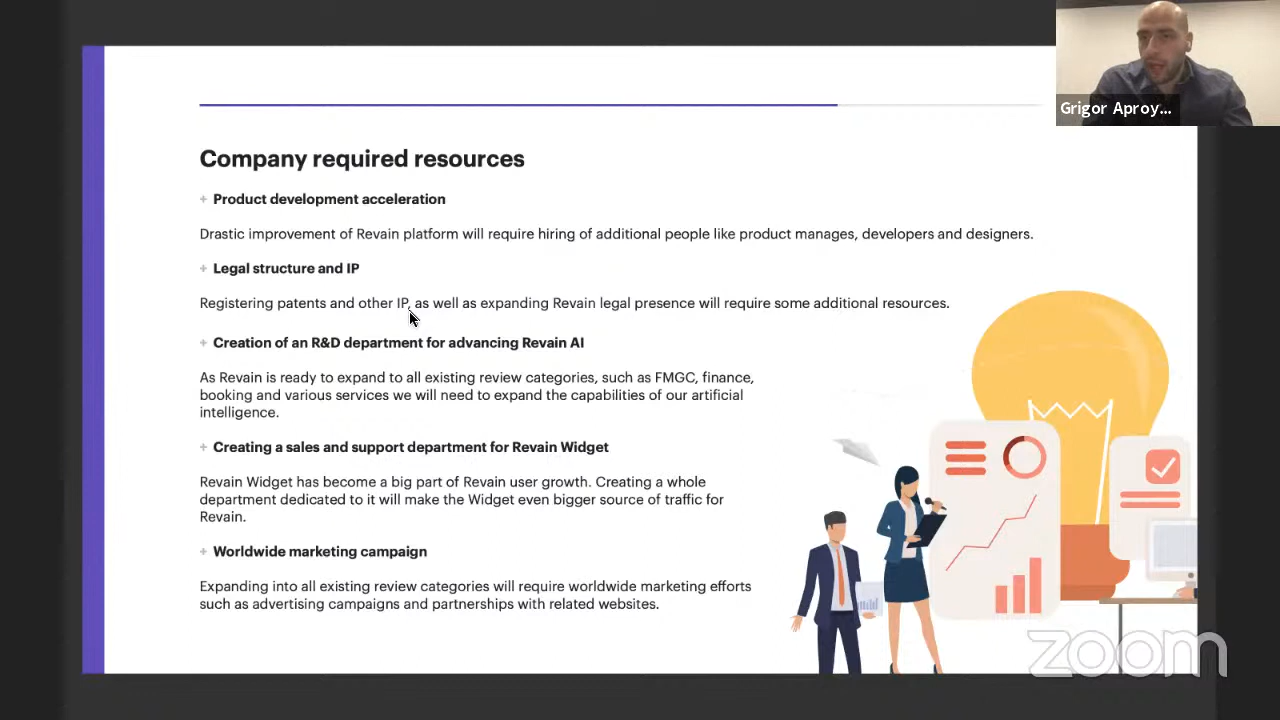 Grigor Aproy...
Company required resources
+ Product development acceleration
Drastic improvement of Revain platform will require hiring of additional people like product manages, developers and designers.
+ Legal structure and IP
Registering patents and other IP, as well as expanding Revain legal presence will require some additional resources.
+ Creation of an R&D department for advancing Revain AI
As Revain is ready to expand to all existing review categories, such as FMGC, finance,
booking and various services we will need to expand the capabilities of our artificial
intelligence.
+ Creating a sales and support department for Revain Widget
Revain Widget has become a big part of Revain user growth. Creating a whole
department dedicated to it will make the Widget even bigger source of traffic for
Revain.
+ Worldwide marketing campaign
Expanding into all existing review categories will require worldwide marketing efforts
such as advertising campaigns and partnerships with related websites.
zoom